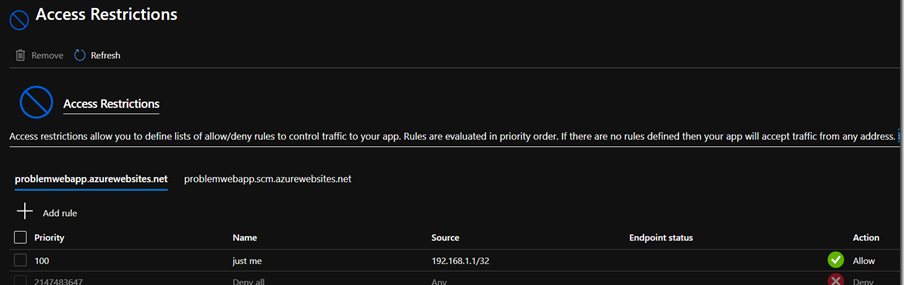 Access Restrictions
Remove Refresh
Access Restrictions
Access restrictions allow you to define lists of allow/deny rules to control traffic to your app. Rules are evaluated in priority order. If there are no rules defined then your app will accept traffic from any address.
problemwebapp.azurewebsites.net problemwebapp.scm.azurewebsites.net
Add rule
Priority Name Source Endpoint status Action
100 just me 192.168.1.1/32 Allow
2147483647 Deny all Any Deny